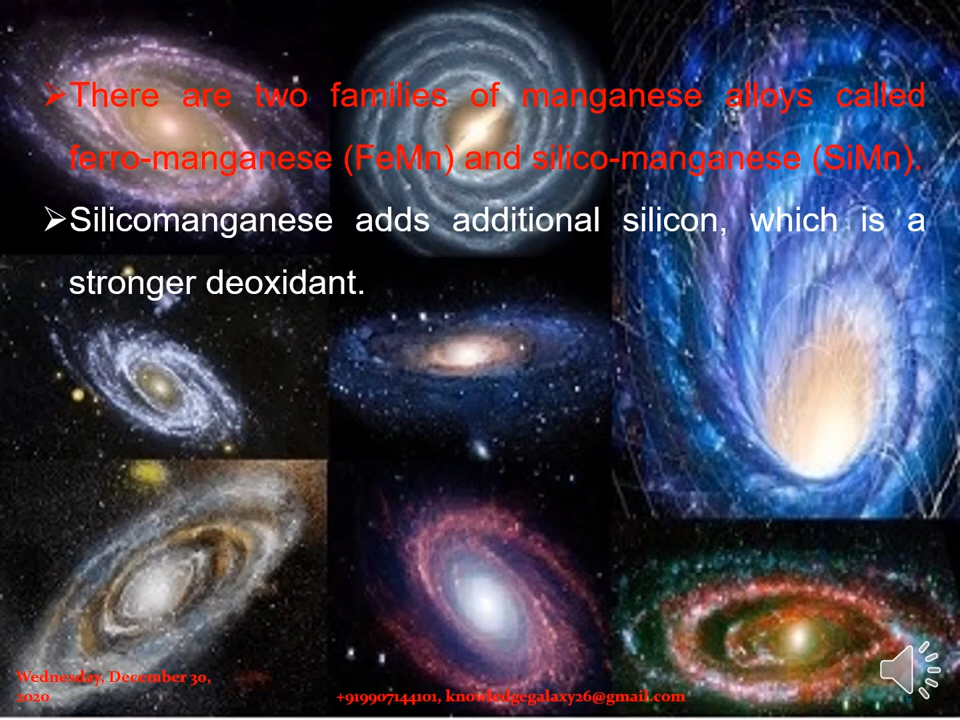 ➢There are two families of manganese alloys called
ferro-manganese (FeMn) and silico-manganese (SiMn).
➢Silicomanganese adds additional silicon, which is a
stronger deoxidant.
Wednesday, December 30,
2020
+919907144101, knowledgegalaxy26@gmail.com